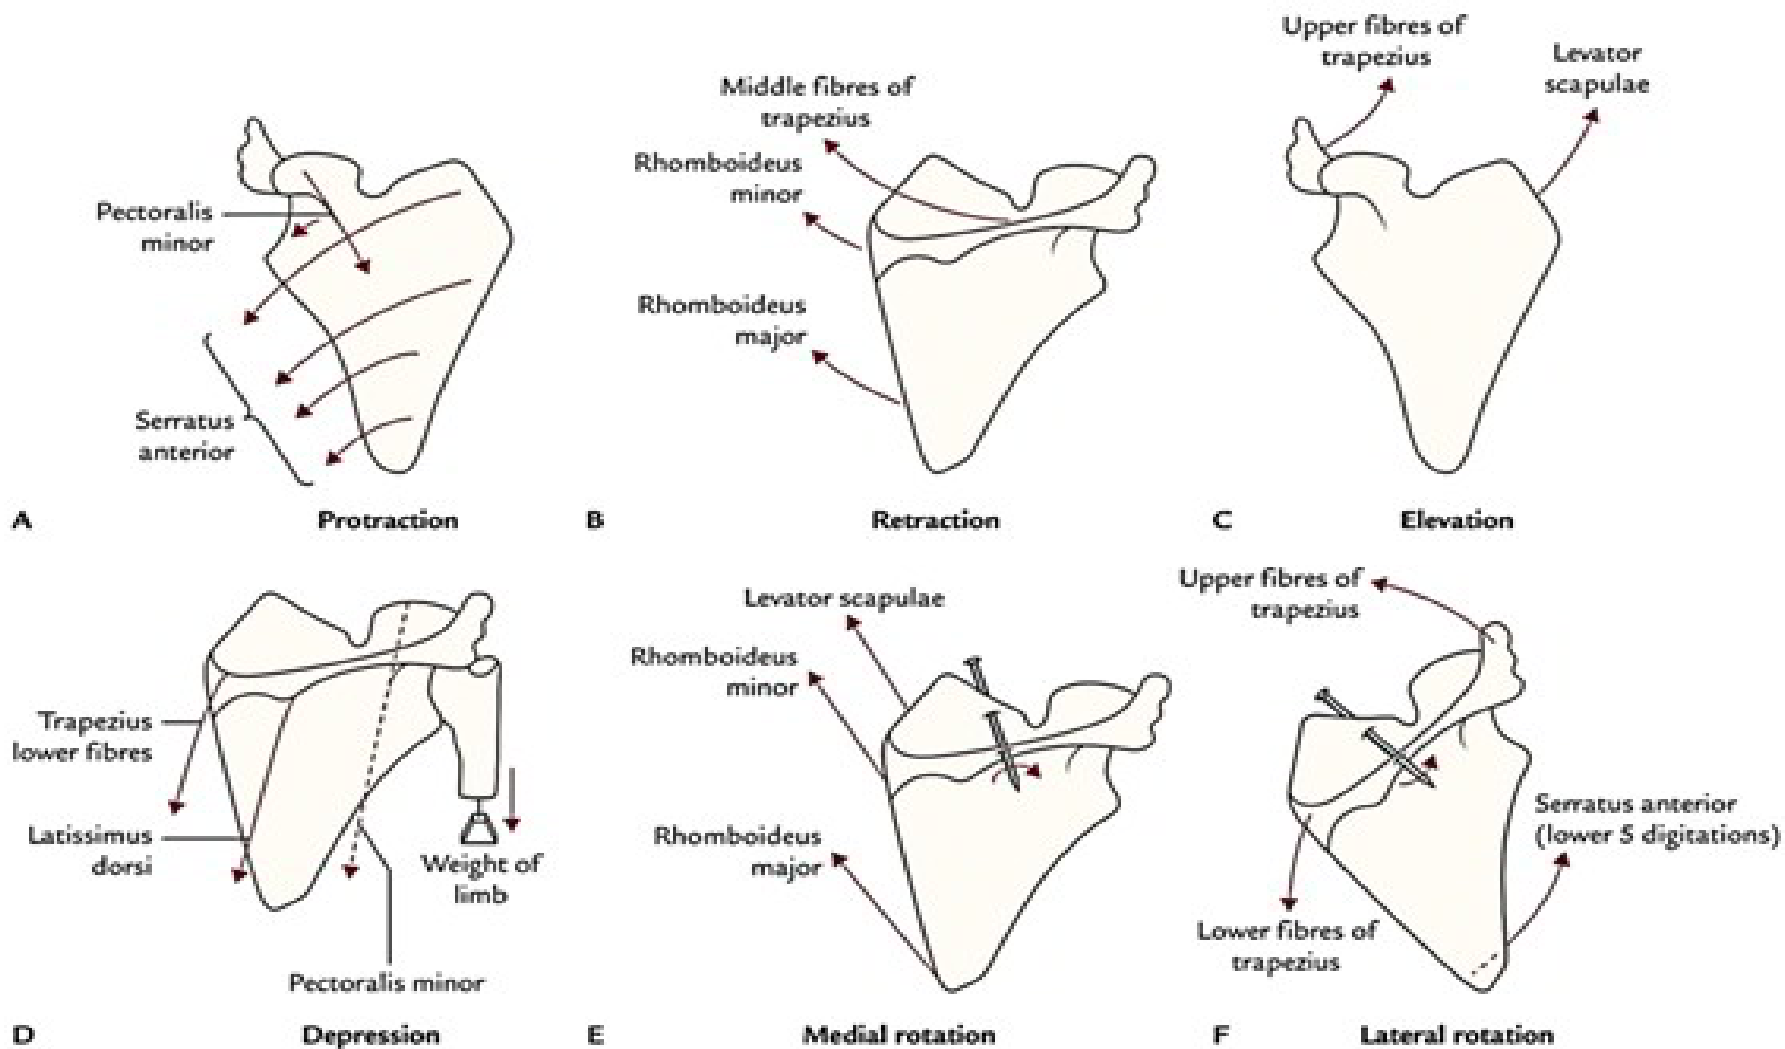 Pectoralis
minor
Serratus
anterior
A
Protraction
Middle fibres of
trapezius
Rhomboideus
minor
Rhomboideus
major
B
Retraction
Upper fibres of
trapezius
Levator
scapulae
C
Elevation
Trapezius
lower fibres
Latissimus
dorsi
Weight of
limb
Pectoralis minor
D
Depression
Levator scapulae
Rhomboideus
minor
Rhomboideus
major
E
Medial rotation
Upper fibres of
trapezius
Serratus anterior
(lower 5 digitations)
Lower fibres of
trapezius
F
Lateral rotation